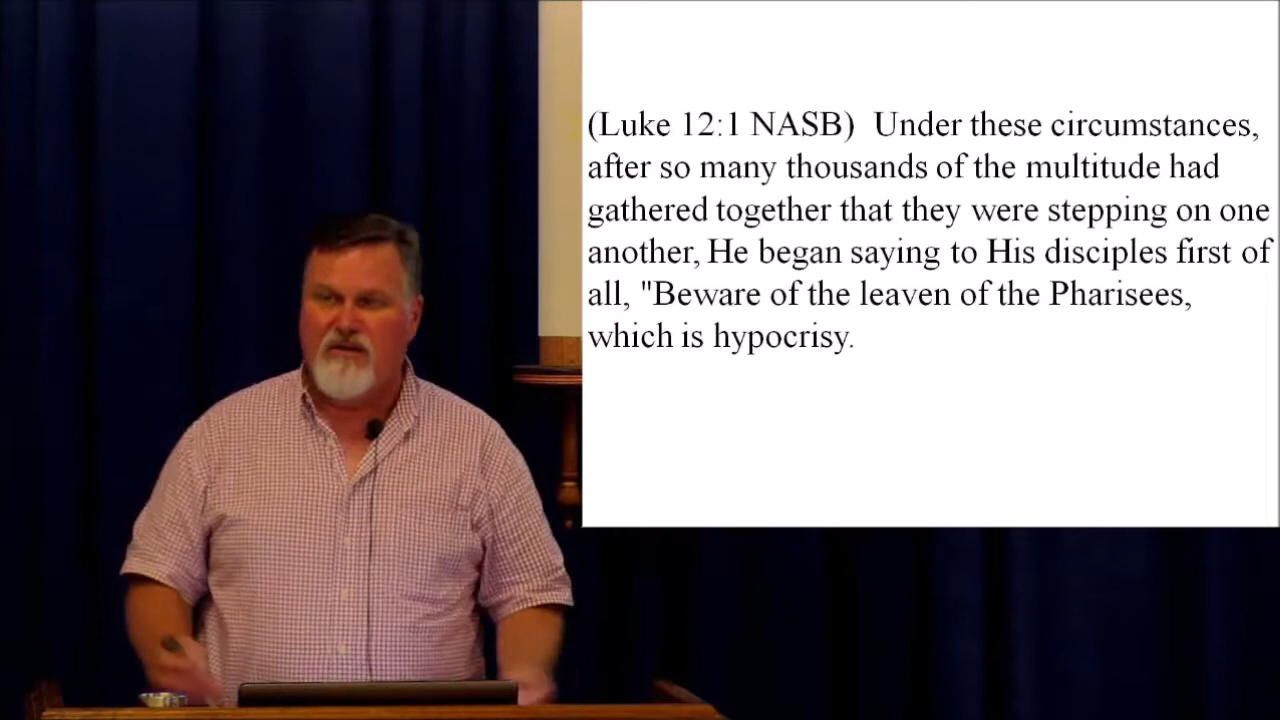 (Luke 12:1 NASB)  Under these circumstances,
after so many thousands of the multitude had
gathered together that they were stepping on one
another, He began saying to His disciples first of
all, "Beware of the leaven of the Pharisees,
which is hypocrisy.